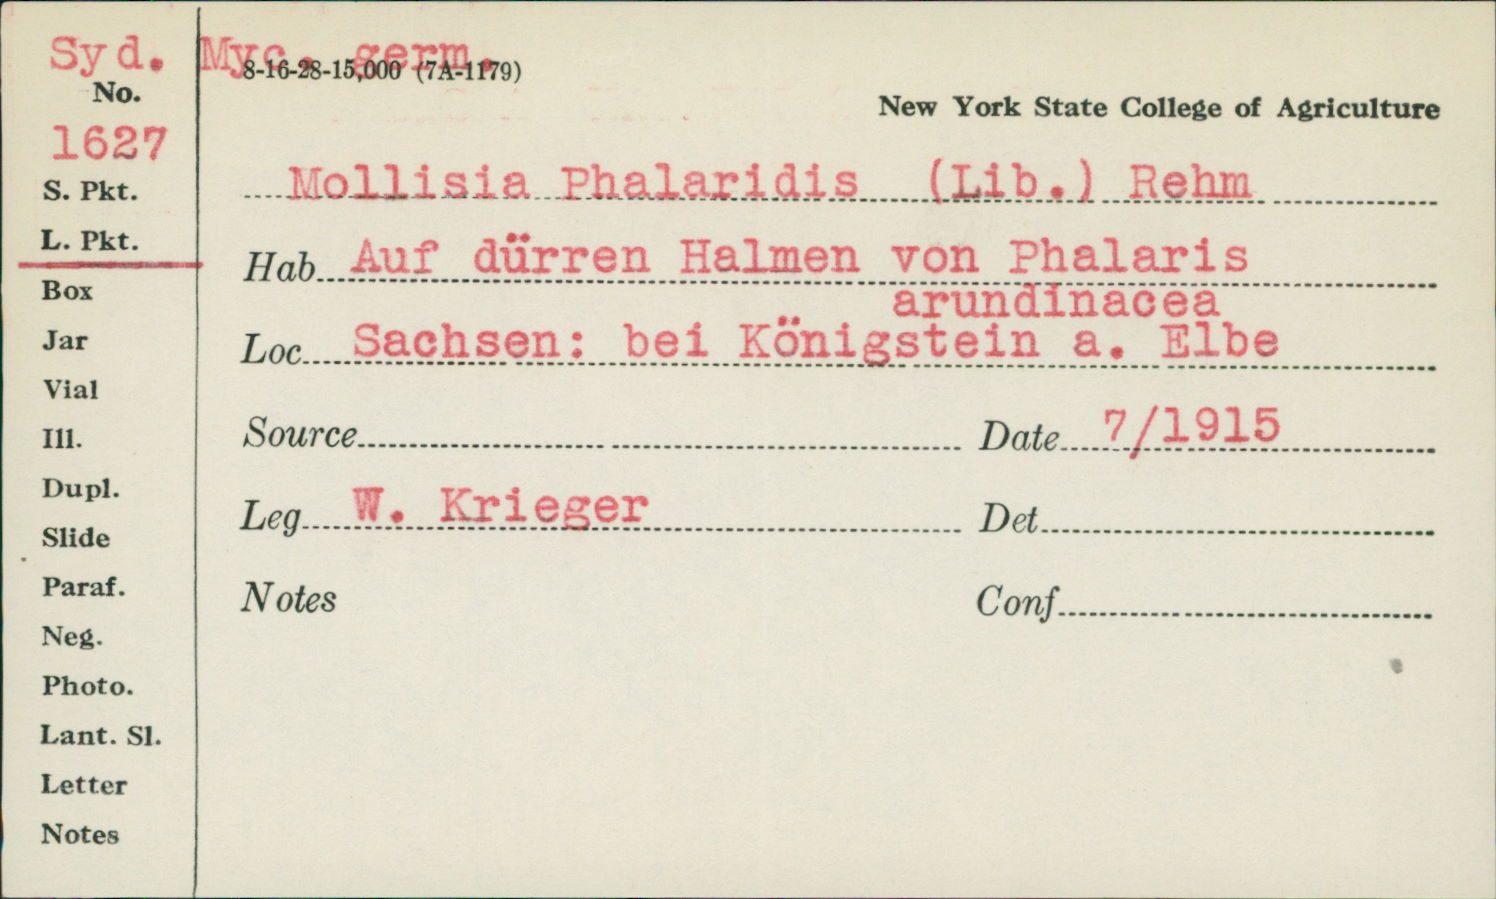 Syd. Myc. germ.
8-16-28-15,000 (7A-1179)
No.
New York State College of Agriculture
1627
Mollisia Phalaridis (Lib.) Rehm
S. Pkt.
L. Pkt.
Hab. Auf dürren Halmen von Phalaris
arundinacea
Box
Loc. Sachsen: bei Königstein a. Elbe
Jar
Vial
Source
Date 7/1915
Ill.
Dupl.
Leg. W. Krieger
Det.
Slide
Paraf.
Notes
Conf.
Neg.
Photo.
Lant. Sl.
Letter
Notes